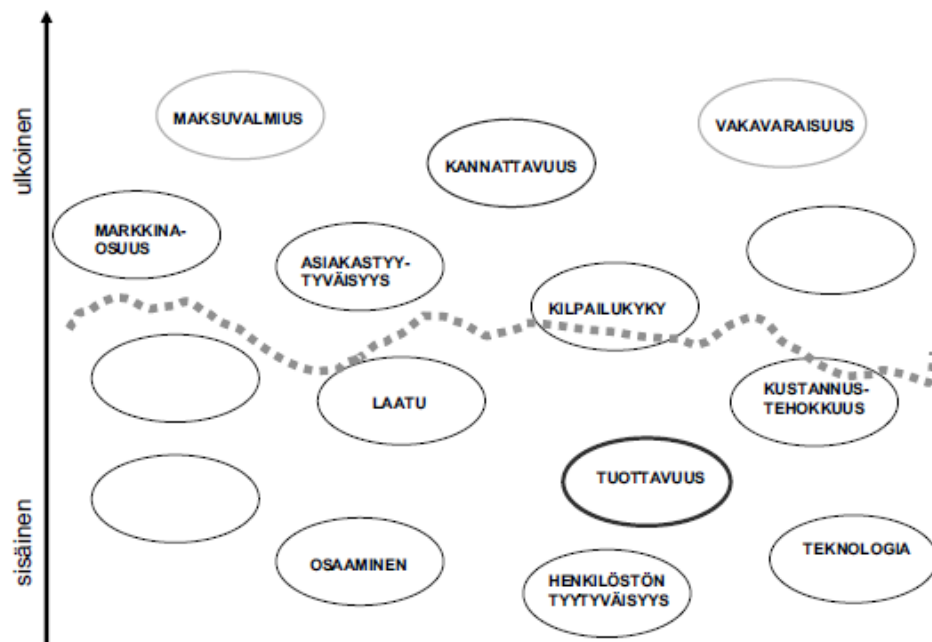 ulkoinen
MAKSUVALMIUS
VAKAVARAISUUS
KANNATTAVUUS
MARKKINA-
OSUUS
ASIAKASTYY-
TYVÄISYYS
KILPAILUKYKY
LAATU
KUSTANNUS-
TEHOKKUUS
TUOTTAVUUS
sisäinen
OSAAMINEN
HENKILÖSTÖN
TYYTYVÄISYYS
TEKNOLOGIA